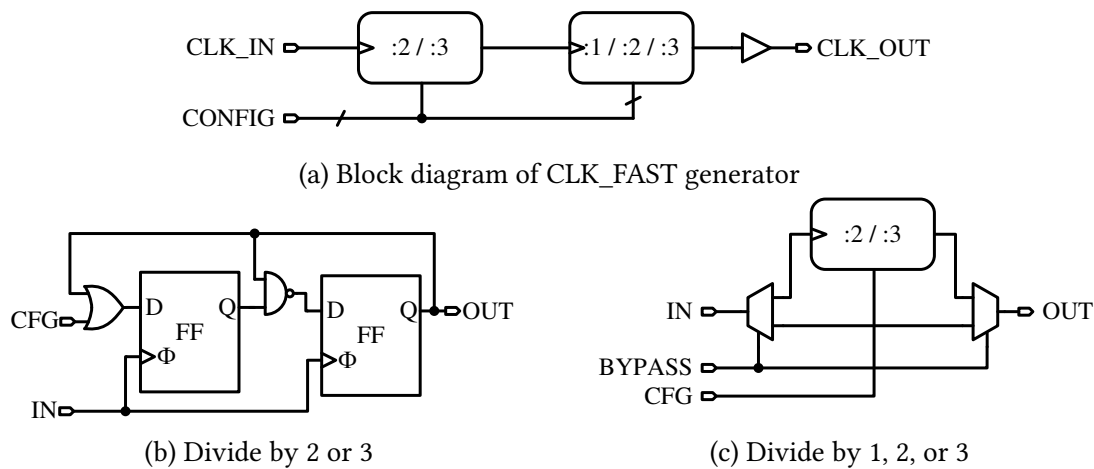 CLK_IN :2 / :3 :1 / :2 / :3 CLK_OUT
CONFIG
(a) Block diagram of CLK_FAST generator
CFG D Q FF Φ D Q FF Φ OUT
IN
(b) Divide by 2 or 3
:2 / :3
IN OUT
BYPASS
CFG
(c) Divide by 1, 2, or 3